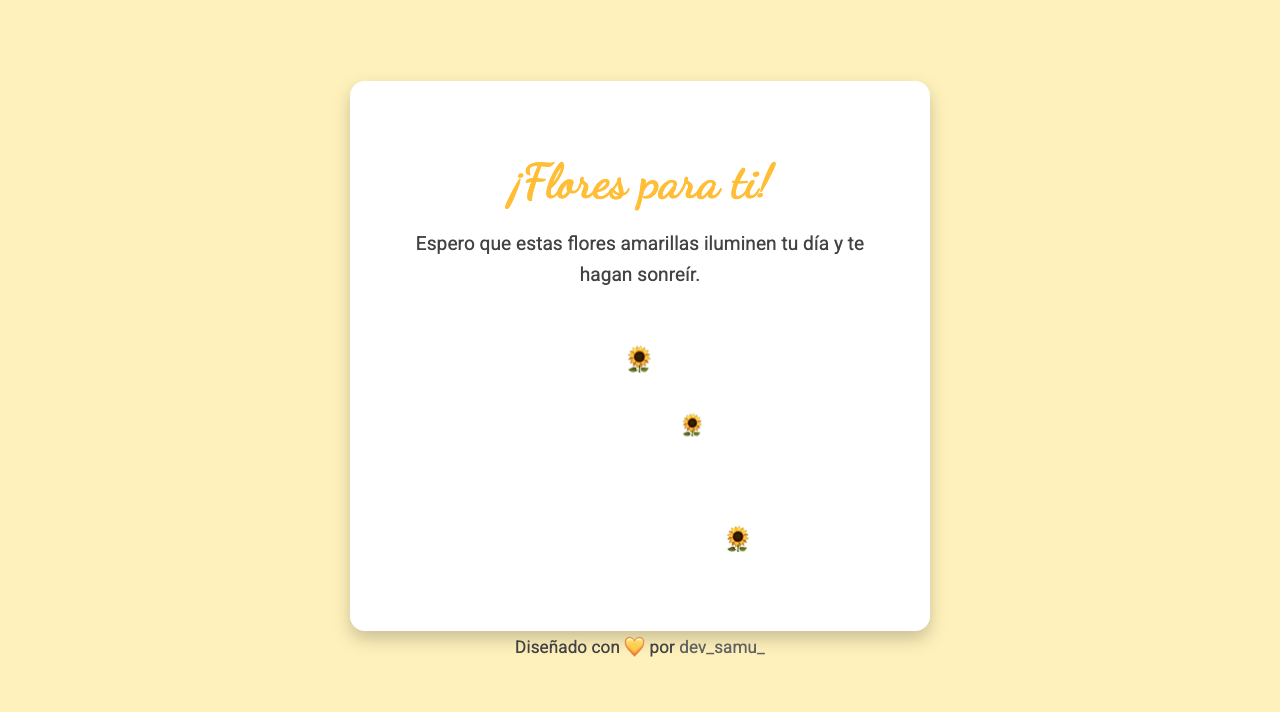 ¡Flores para ti!
Espero que estas flores amarillas iluminen tu día y te
hagan sonreír.
Diseñado con 💛 por dev_samu_